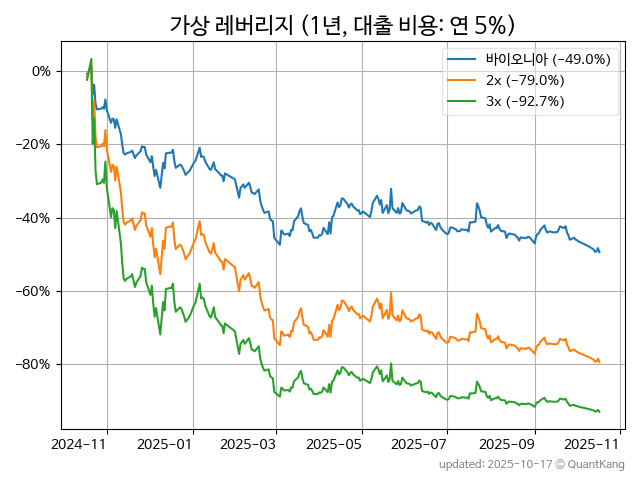 가상 레버리지 (1년, 대출 비용: 연 5%)
바이오니아 (-49.0%)
2x (-79.0%)
3x (-92.7%)
0%
−20%
−40%
−60%
−80%
2024-11 2025-01 2025-03 2025-05 2025-07 2025-09 2025-11
updated: 2025-10-17 © QuantKang